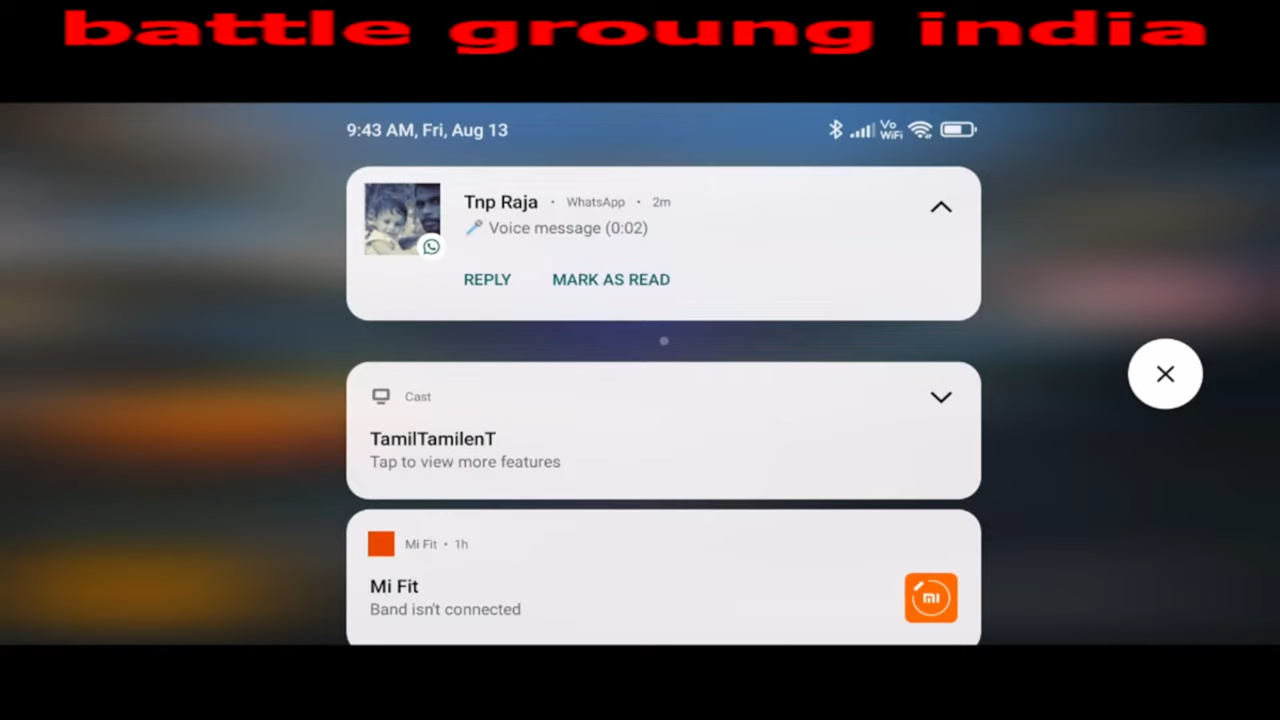 battle groung india
9:43 AM, Fri, Aug 13
Vo WiFi
Tnp Raja • WhatsApp • 2m
Voice message (0:02)
REPLY MARK AS READ
Cast
TamilTamilenT
Tap to view more features
Mi Fit • 1h
Mi Fit
Band isn't connected
mi